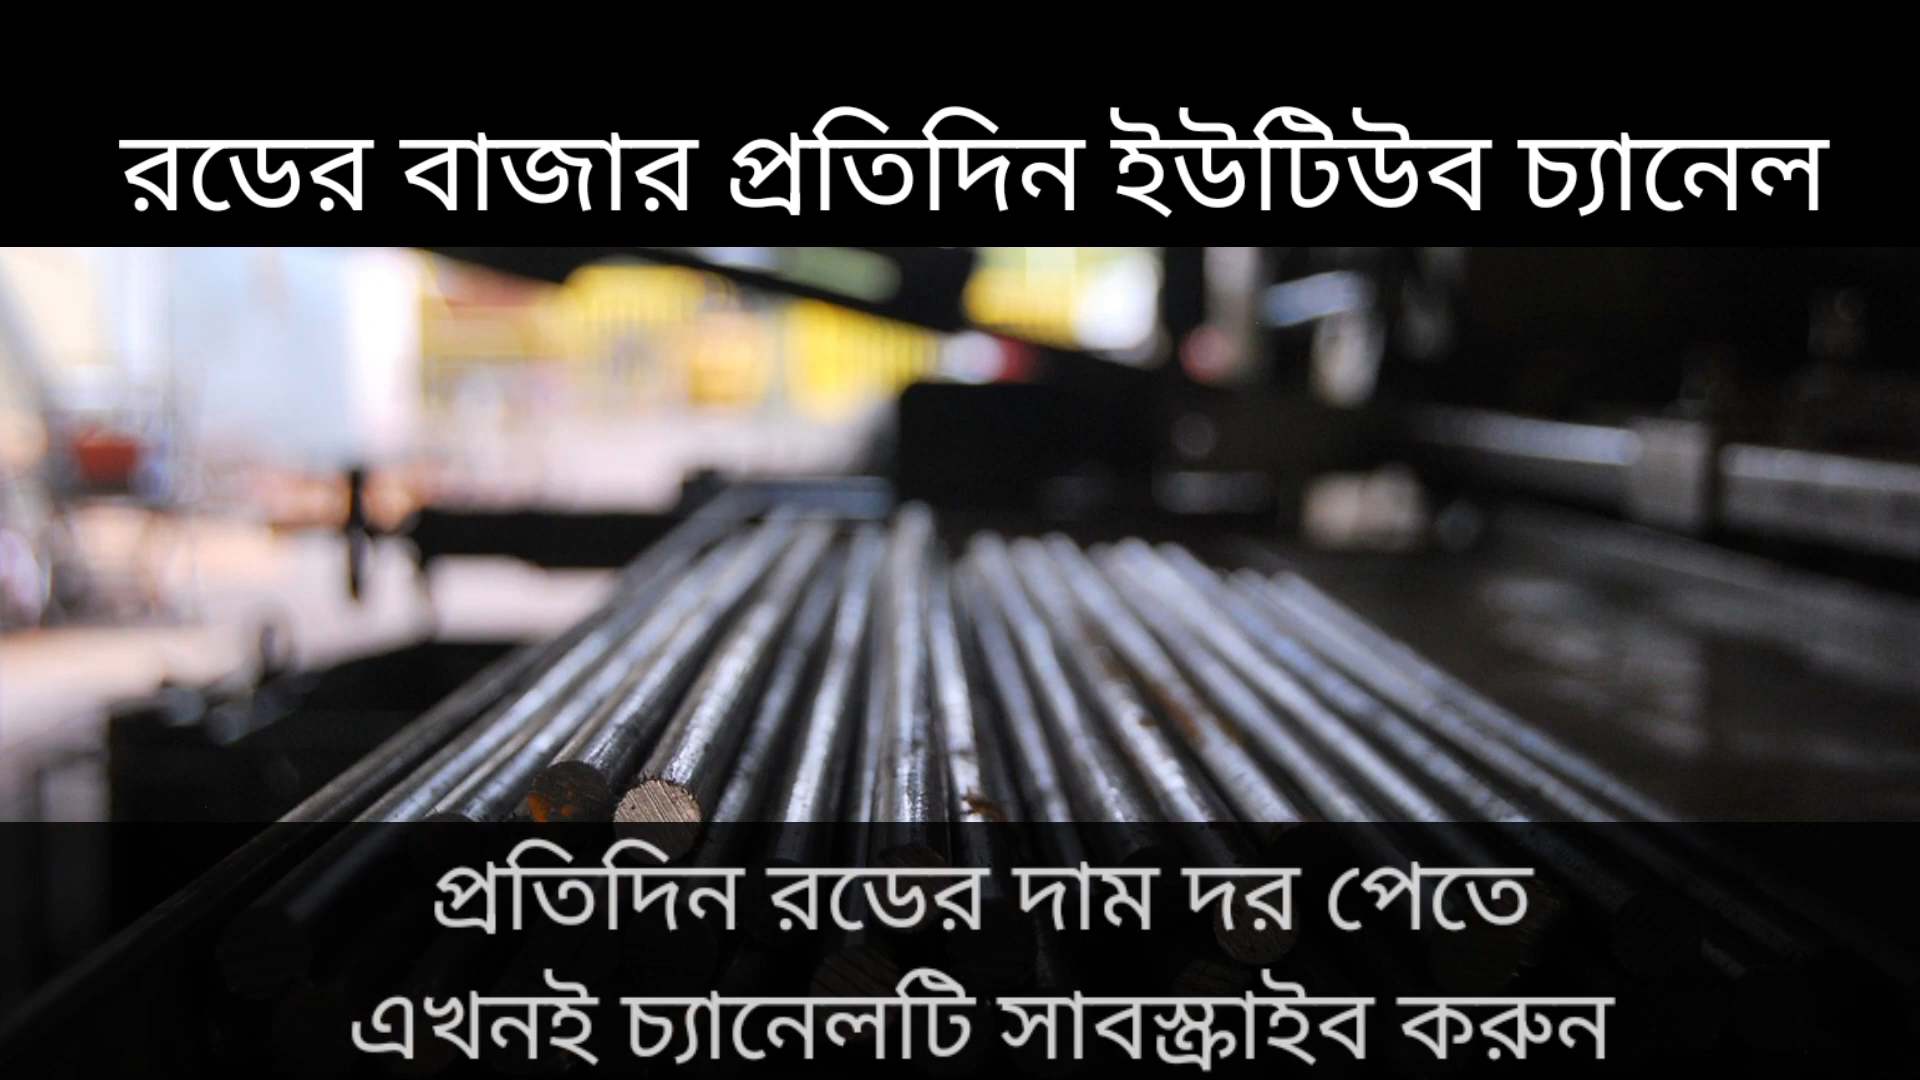 রডের বাজার প্রতিদিন ইউটিউব চ্যানেল
প্রতিদিন রডের দাম দর পেতে
এখনই চ্যানেলটি সাবস্ক্রাইব করুন